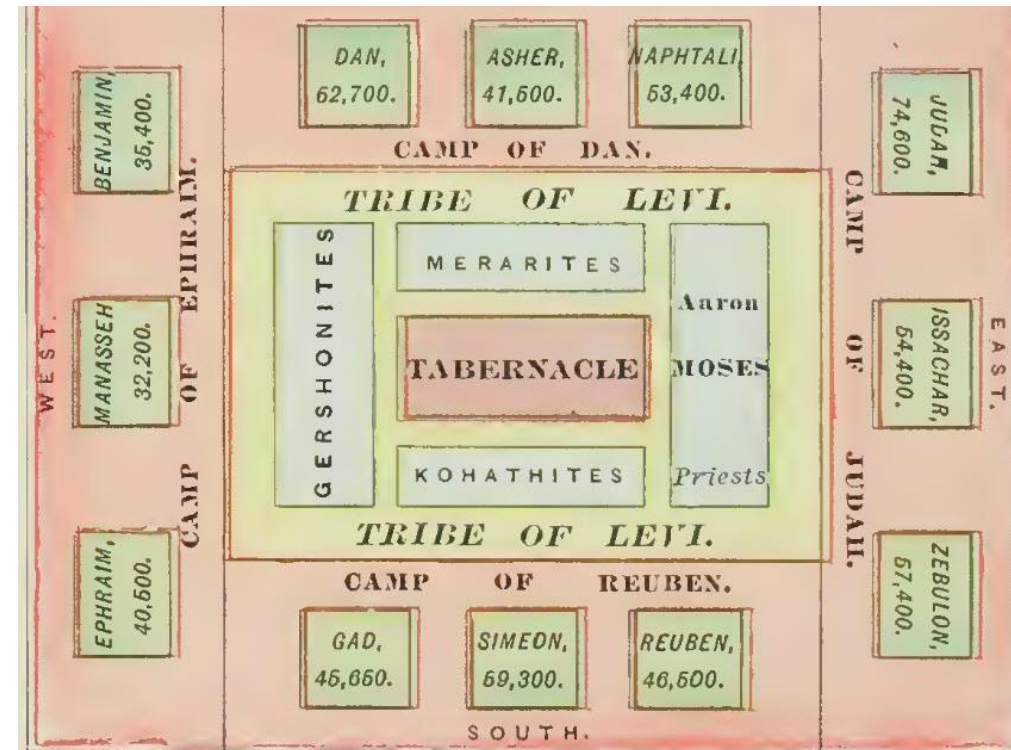 DAN,
62,700.
ASHER,
41,500.
NAPHTALI,
53,400.
CAMP OF DAN.
BENJAMIN,
35,400.
MANASSEH
32,200.
EPHRAIM,
40,500.
CAMP OF EPHRAIM.
WEST.
TRIBE OF LEVI.
GERSHONITES
MERARITES
TABERNACLE
KOHATHITES
Aaron
MOSES
Priests
TRIBE OF LEVI.
CAMP OF JUDAH.
JUDAH,
74,600.
ISSACHAR,
54,400.
ZEBULON,
57,400.
EAST.
CAMP OF REUBEN.
GAD,
45,650.
SIMEON,
59,300.
REUBEN,
46,500.
SOUTH.